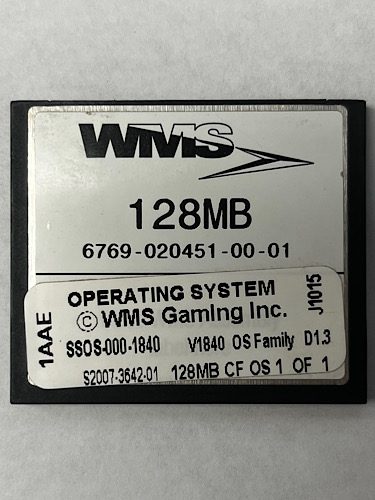 WMS
128MB
6769-020451-00-01
1AAE
OPERATING SYSTEM
© WMS Gaming Inc.
SSOS-000-1840 V1840 OS Family D1.3
S2007-3642-01 128MB CF OS 1 OF 1
J1015